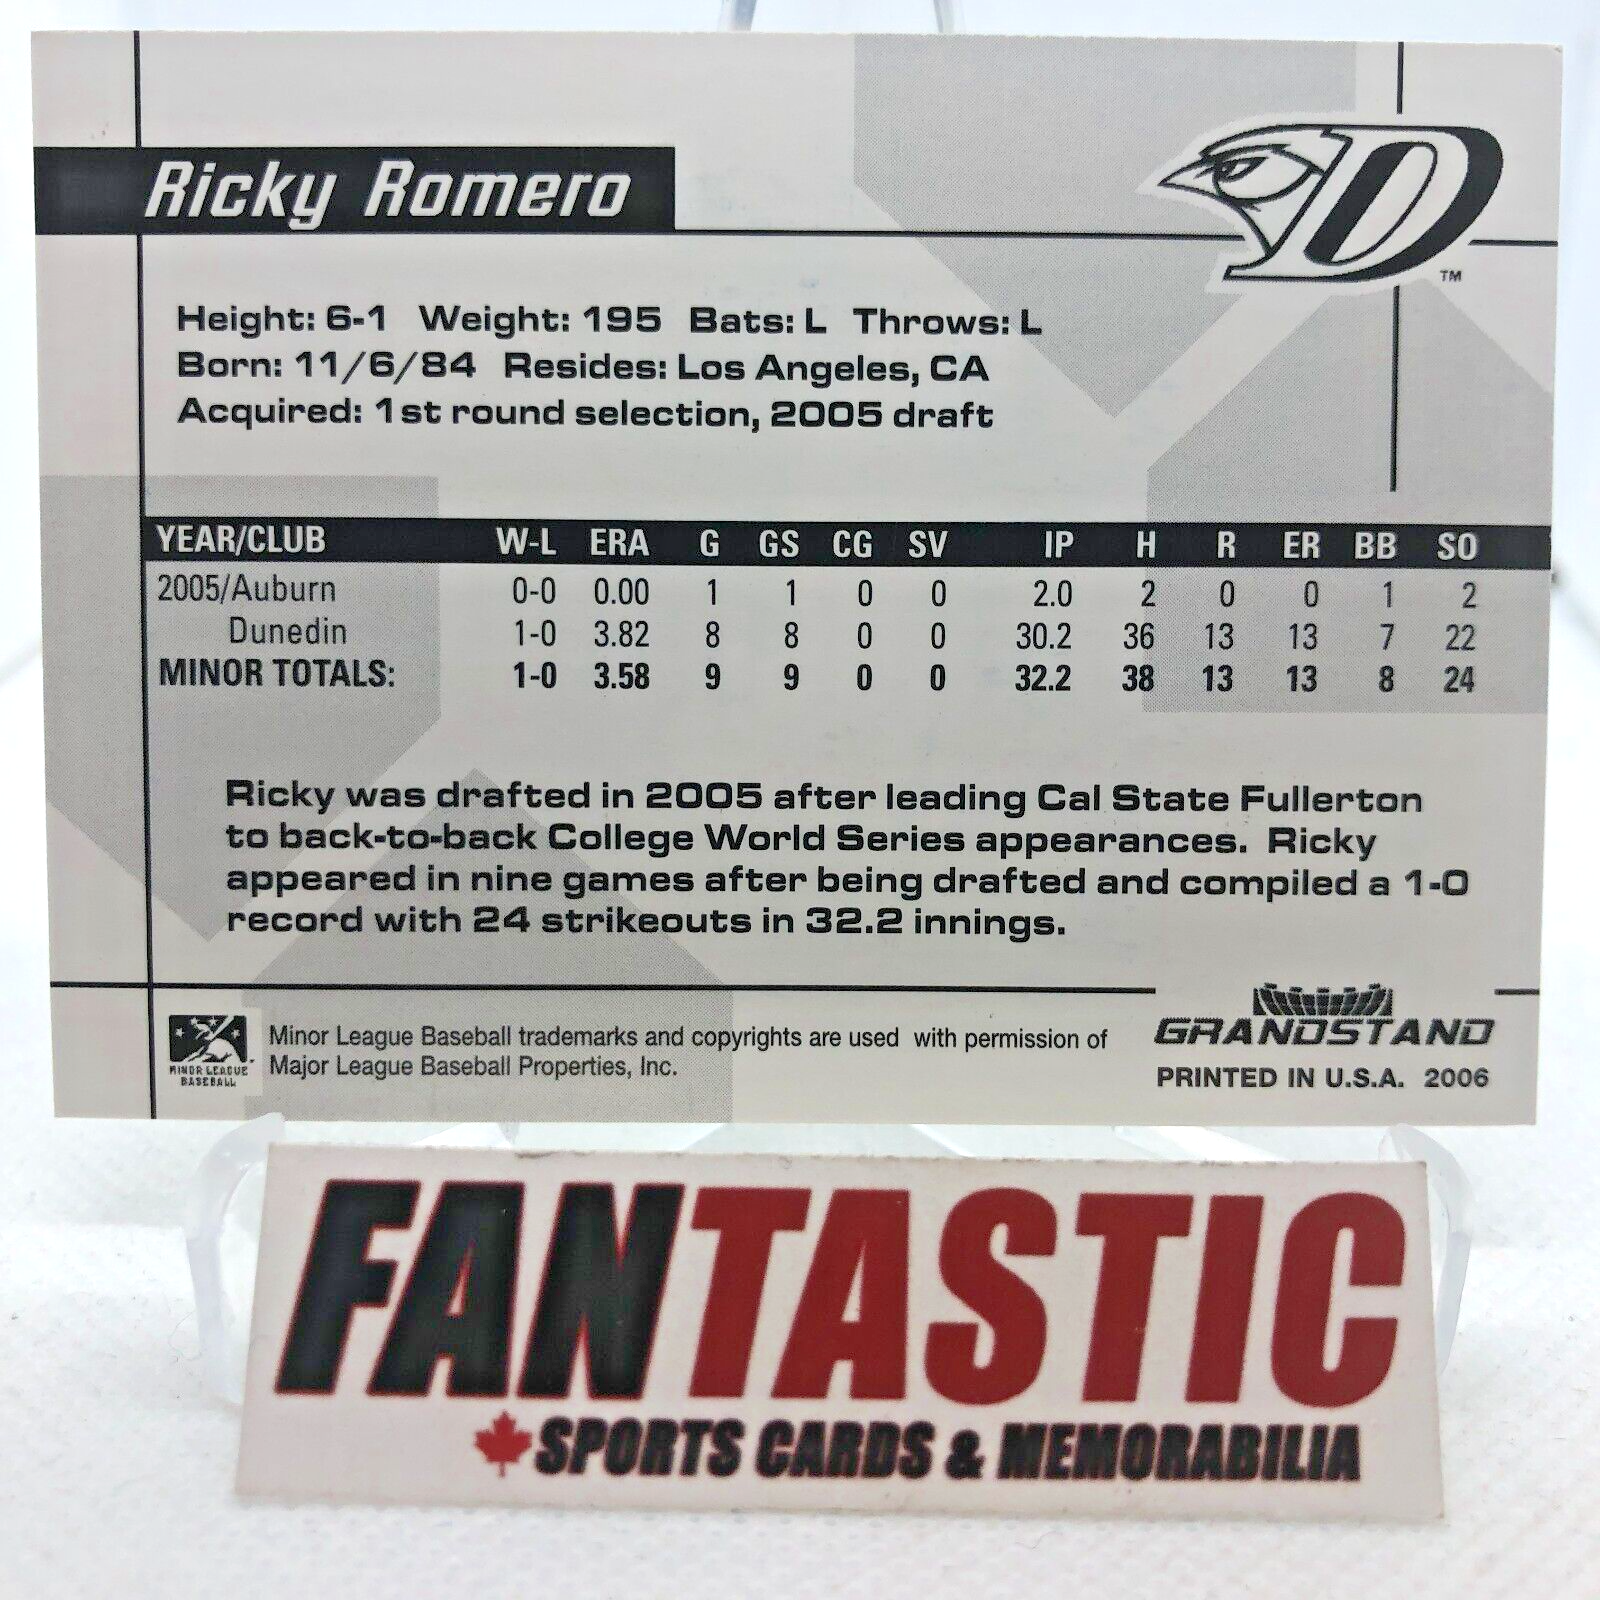 Ricky Romero
D
TM
Height: 6-1 Weight: 195 Bats: L Throws: L
Born: 11/6/84 Resides: Los Angeles, CA
Acquired: 1st round selection, 2005 draft
YEAR/CLUB W-L ERA G GS CG SV IP H R ER BB SO
2005/Auburn 0-0 0.00 1 1 0 0 2.0 2 0 0 1 2
Dunedin 1-0 3.82 8 8 0 0 30.2 36 13 13 7 22
MINOR TOTALS: 1-0 3.58 9 9 0 0 32.2 38 13 13 8 24
Ricky was drafted in 2005 after leading Cal State Fullerton
to back-to-back College World Series appearances. Ricky
appeared in nine games after being drafted and compiled a 1-0
record with 24 strikeouts in 32.2 innings.
MINOR LEAGUE
BASEBALL
Minor League Baseball trademarks and copyrights are used with permission of
Major League Baseball Properties, Inc.
GRANDSTAND
PRINTED IN U.S.A. 2006
FANTASTIC
SPORTS CARDS & MEMORABILIA